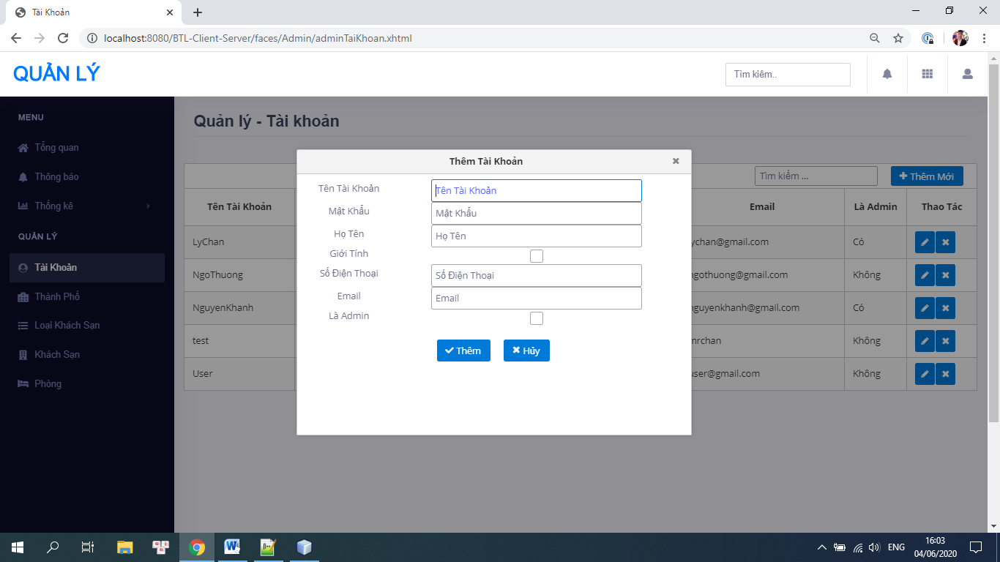 Tài Khoản
localhost:8080/BTL-Client-Server/faces/Admin/adminTaiKhoan.xhtml
QUẢN LÝ
Tìm kiếm..
MENU
Tổng quan
Thông báo
Thống kê
QUẢN LÝ
Tài Khoản
Thành Phố
Loại Khách Sạn
Khách Sạn
Phòng
Quản lý - Tài khoản
Tìm kiếm ...
Thêm Mới
Tên Tài Khoản Email Là Admin Thao Tác
LyChan ychan@gmail.com Có
NgoThuong ngothuong@gmail.com Không
NguyenKhanh nguyenkhanh@gmail.com Có
test mrchan Không
User user@gmail.com Không
Thêm Tài Khoản
Tên Tài Khoản Tên Tài Khoản
Mật Khẩu Mật Khẩu
Họ Tên Họ Tên
Giới Tính
Số Điện Thoại Số Điện Thoại
Email Email
Là Admin
Thêm Hủy
ENG
16:03
04/06/2020